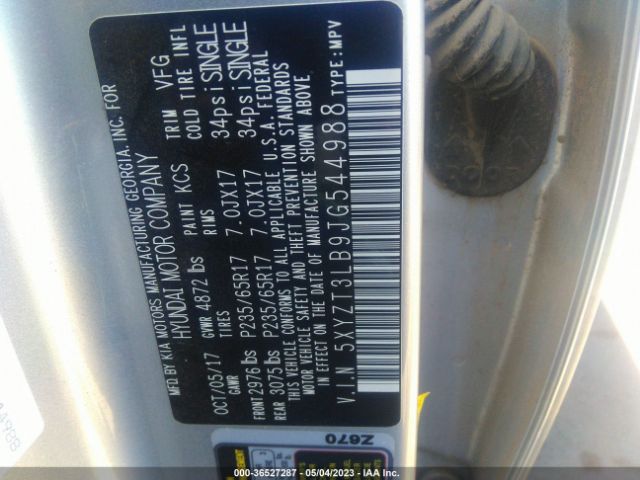 MFD BY KIA MOTORS MANUFACTURING GEORGIA, INC. FOR
HYUNDAI MOTOR COMPANY
OCT/05/17 GVWR 4872 lbs PAINT KCS TRIM VFG
GAWR TIRES RIMS COLD TIRE INFL
FRONT 2976 lbs P235/65R17 7.0JX17 34psi SINGLE
REAR 3075 lbs P235/65R17 7.0JX17 34psi SINGLE
THIS VEHICLE CONFORMS TO ALL APPLICABLE U.S.A. FEDERAL
MOTOR VEHICLE SAFETY AND THEFT PREVENTION STANDARDS
IN EFFECT ON THE DATE OF MANUFACTURE SHOWN ABOVE.
V.I.N 5XYZT3LB9JG544988 TYPE:MPV
Z670
000-36527287 - 05/04/2023 - IAA Inc.